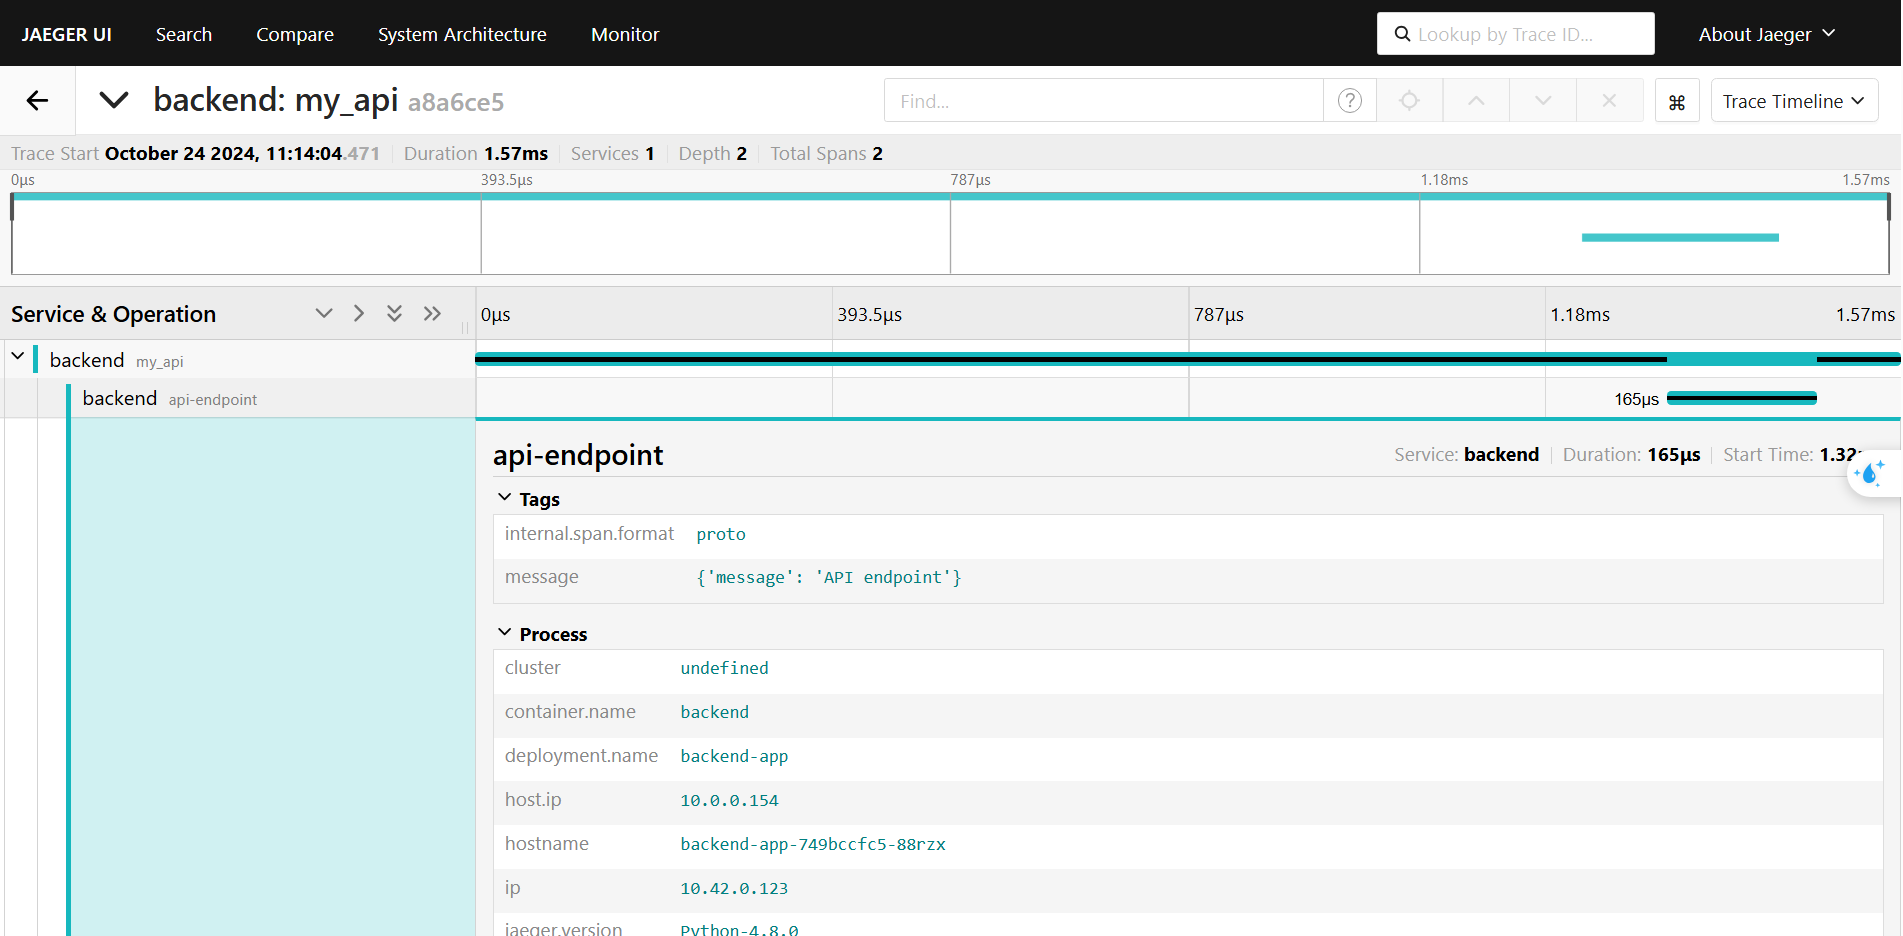 JAEGER UI Search Compare System Architecture Monitor Lookup by Trace ID... About Jaeger
backend: my_api a8a6ce5 Find... ? ⌘ Trace Timeline
Trace Start October 24 2024, 11:14:04.471 Duration 1.57ms Services 1 Depth 2 Total Spans 2
0μs 393.5μs 787μs 1.18ms 1.57ms
Service & Operation 0μs 393.5μs 787μs 1.18ms 1.57ms
backend my_api
backend api-endpoint 165μs
api-endpoint Service: backend Duration: 165μs Start Time: 1.32
Tags
internal.span.format proto
message {'message': 'API endpoint'}
Process
cluster undefined
container.name backend
deployment.name backend-app
host.ip 10.0.0.154
hostname backend-app-749bccfc5-88rzx
ip 10.42.0.123
jaeger.version Python-4.8.0